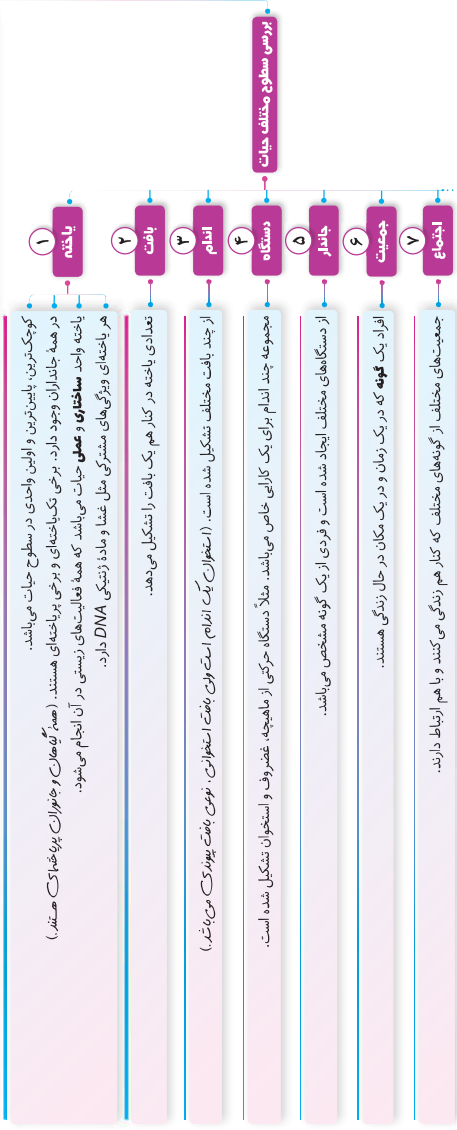 بررسی سطوح مختلف حیات
یاخته
۱
کوچک‌ترین، پایین‌ترین و اولین واحدی در سطوح حیات می‌باشد.
در همهٔ جانداران وجود دارد. برخی تک‌یاخته‌ای و برخی پریاخته‌ای هستند. (همهٔ گیاهان و جانوران پریاخته‌ای هستند.)
یاخته واحد ساختاری و عملی حیات می‌باشد که همهٔ فعالیت‌های زیستی در آن انجام می‌شود.
هر یاخته‌ای ویژگی‌های مشترکی مثل غشا و مادهٔ ژنتیکی DNA دارد.
بافت
۲
تعدادی یاخته در کنار هم یک بافت را تشکیل می‌دهد.
اندام
۳
از چند بافت مختلف تشکیل شده است. (استخوان یک اندام است ولی بافت استخوانی، نوعی بافت پیوندی می‌باشد.)
دستگاه
۴
مجموعه چند اندام برای یک کارایی خاص می‌باشد. مثلاً دستگاه حرکتی از ماهیچه، غضروف و استخوان تشکیل شده است.
جاندار
۵
از دستگاه‌های مختلف ایجاد شده است و فردی از یک گونه مشخص می‌باشد.
جمعیت
۶
افراد یک گونه که در یک زمان و در یک مکان در حال زندگی هستند.
اجتماع
۷
جمعیت‌های مختلف از گونه‌های مختلف که کنار هم زندگی می‌کنند و با هم ارتباط دارند.